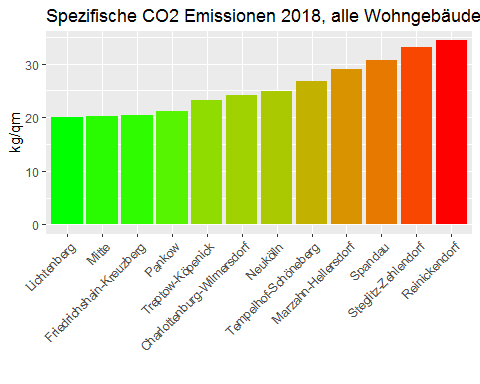 Spezifische CO2 Emissionen 2018, alle Wohngebäude
kg/qm
30
20
10
0
Lichtenberg
Mitte
Friedrichshain-Kreuzberg
Pankow
Treptow-Köpenick
Charlottenburg-Wilmersdorf
Neukölln
Tempelhof-Schöneberg
Marzahn-Hellersdorf
Spandau
Steglitz-Zehlendorf
Reinickendorf